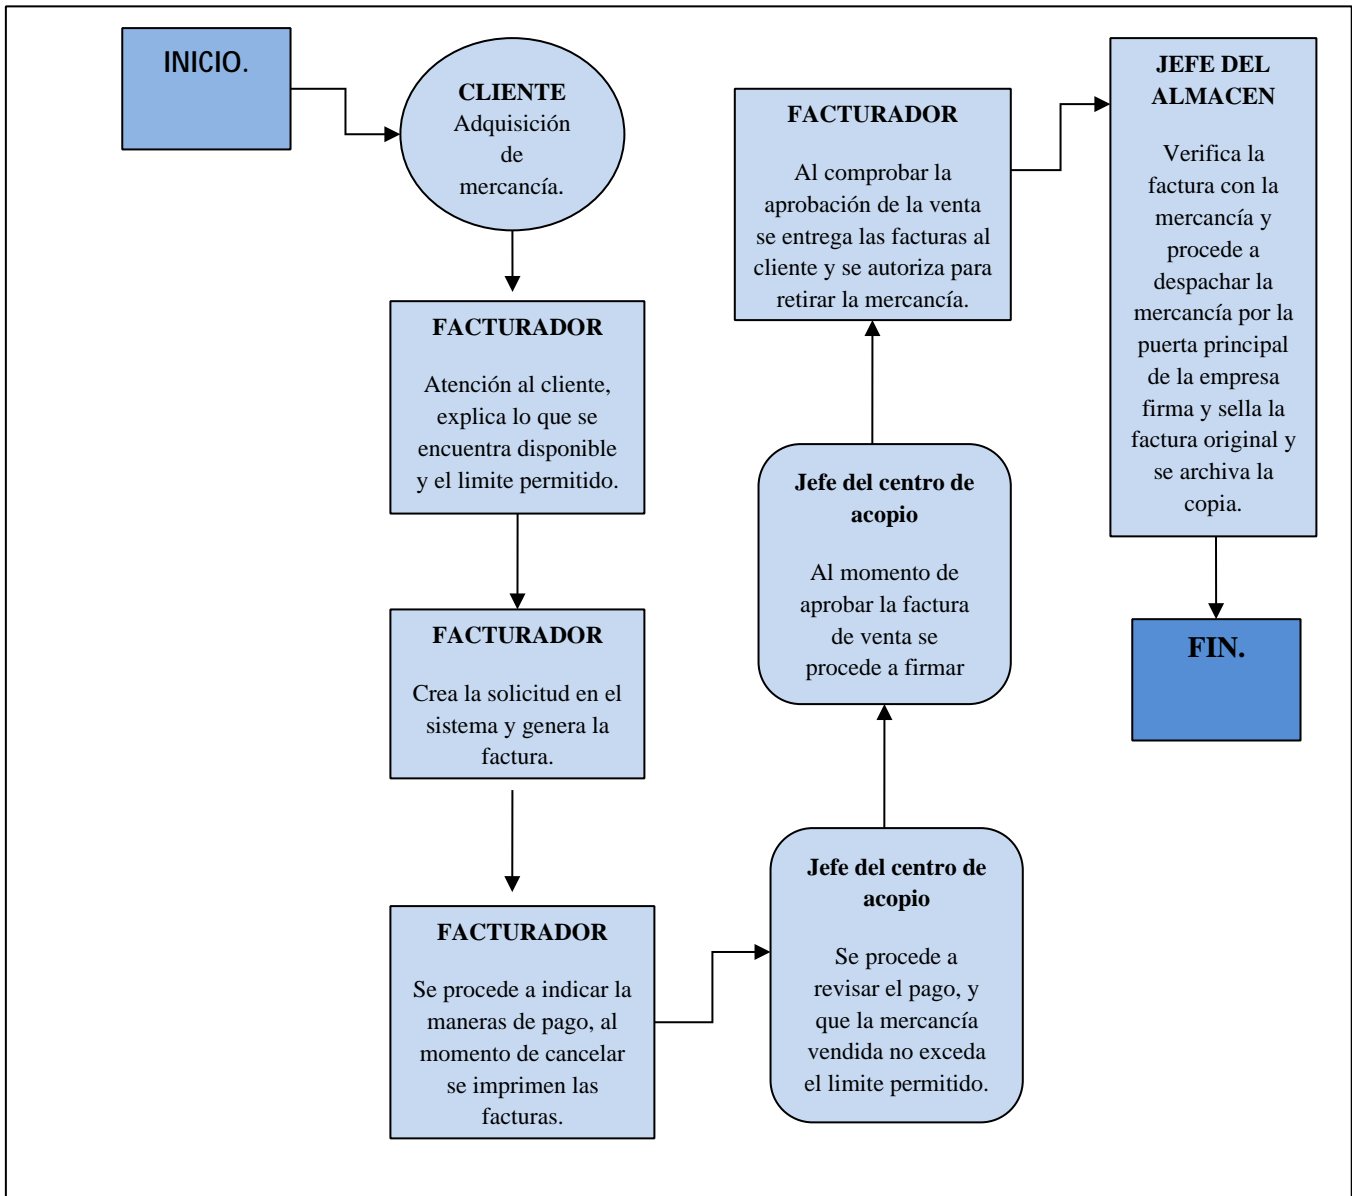 INICIO.
CLIENTE
Adquisición
de
mercancía.
FACTURADOR
Atención al cliente,
explica lo que se
encuentra disponible
y el limite permitido.
FACTURADOR
Crea la solicitud en el
sistema y genera la
factura.
FACTURADOR
Se procede a indicar la
maneras de pago, al
momento de cancelar
se imprimen las
facturas.
Jefe del centro de
acopio
Se procede a
revisar el pago, y
que la mercancía
vendida no exceda
el limite permitido.
Jefe del centro de
acopio
Al momento de
aprobar la factura
de venta se
procede a firmar
FACTURADOR
Al comprobar la
aprobación de la venta
se entrega las facturas al
cliente y se autoriza para
retirar la mercancía.
JEFE DEL
ALMACEN
Verifica la
factura con la
mercancía y
procede a
despachar la
mercancía por la
puerta principal
de la empresa
firma y sella la
factura original y
se archiva la
copia.
FIN.